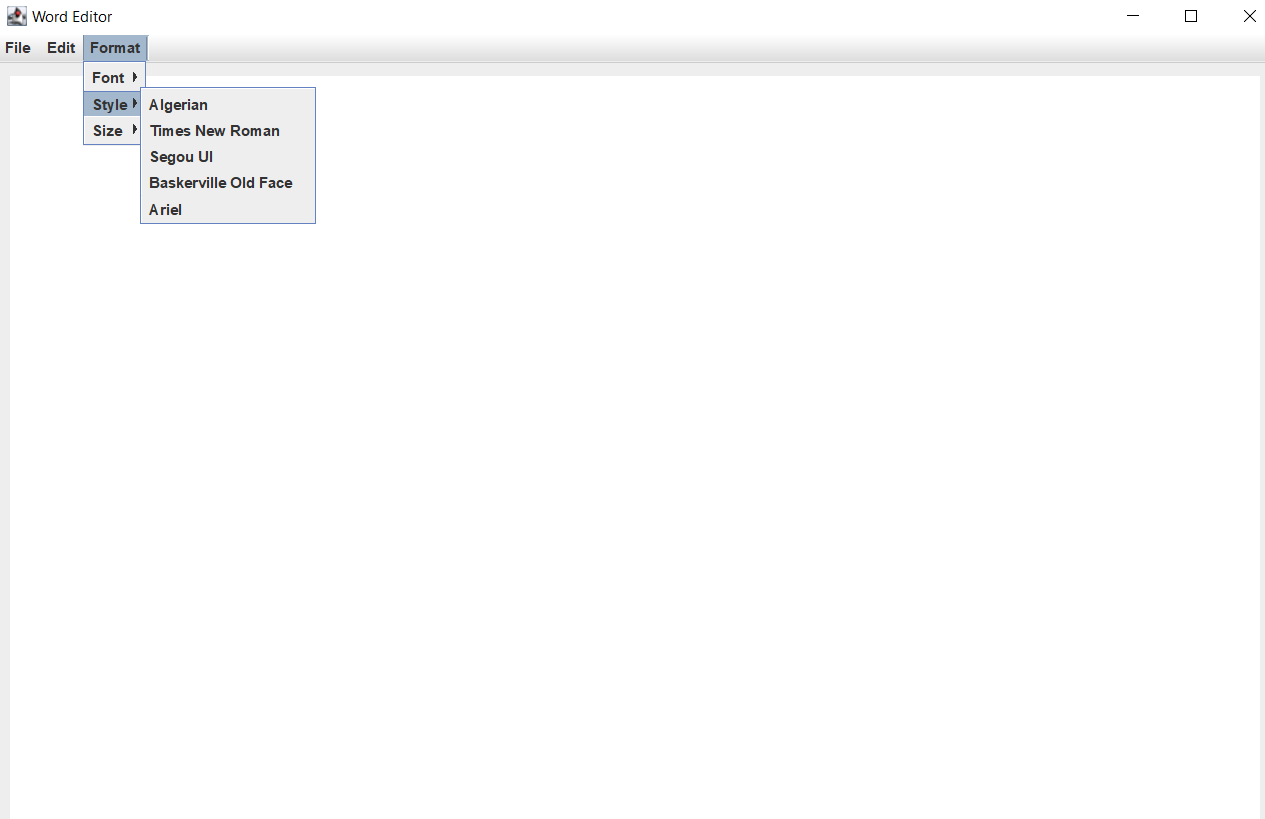 Word Editor
File Edit Format
Font
Style
Size
Algerian
Times New Roman
Segou UI
Baskerville Old Face
Ariel